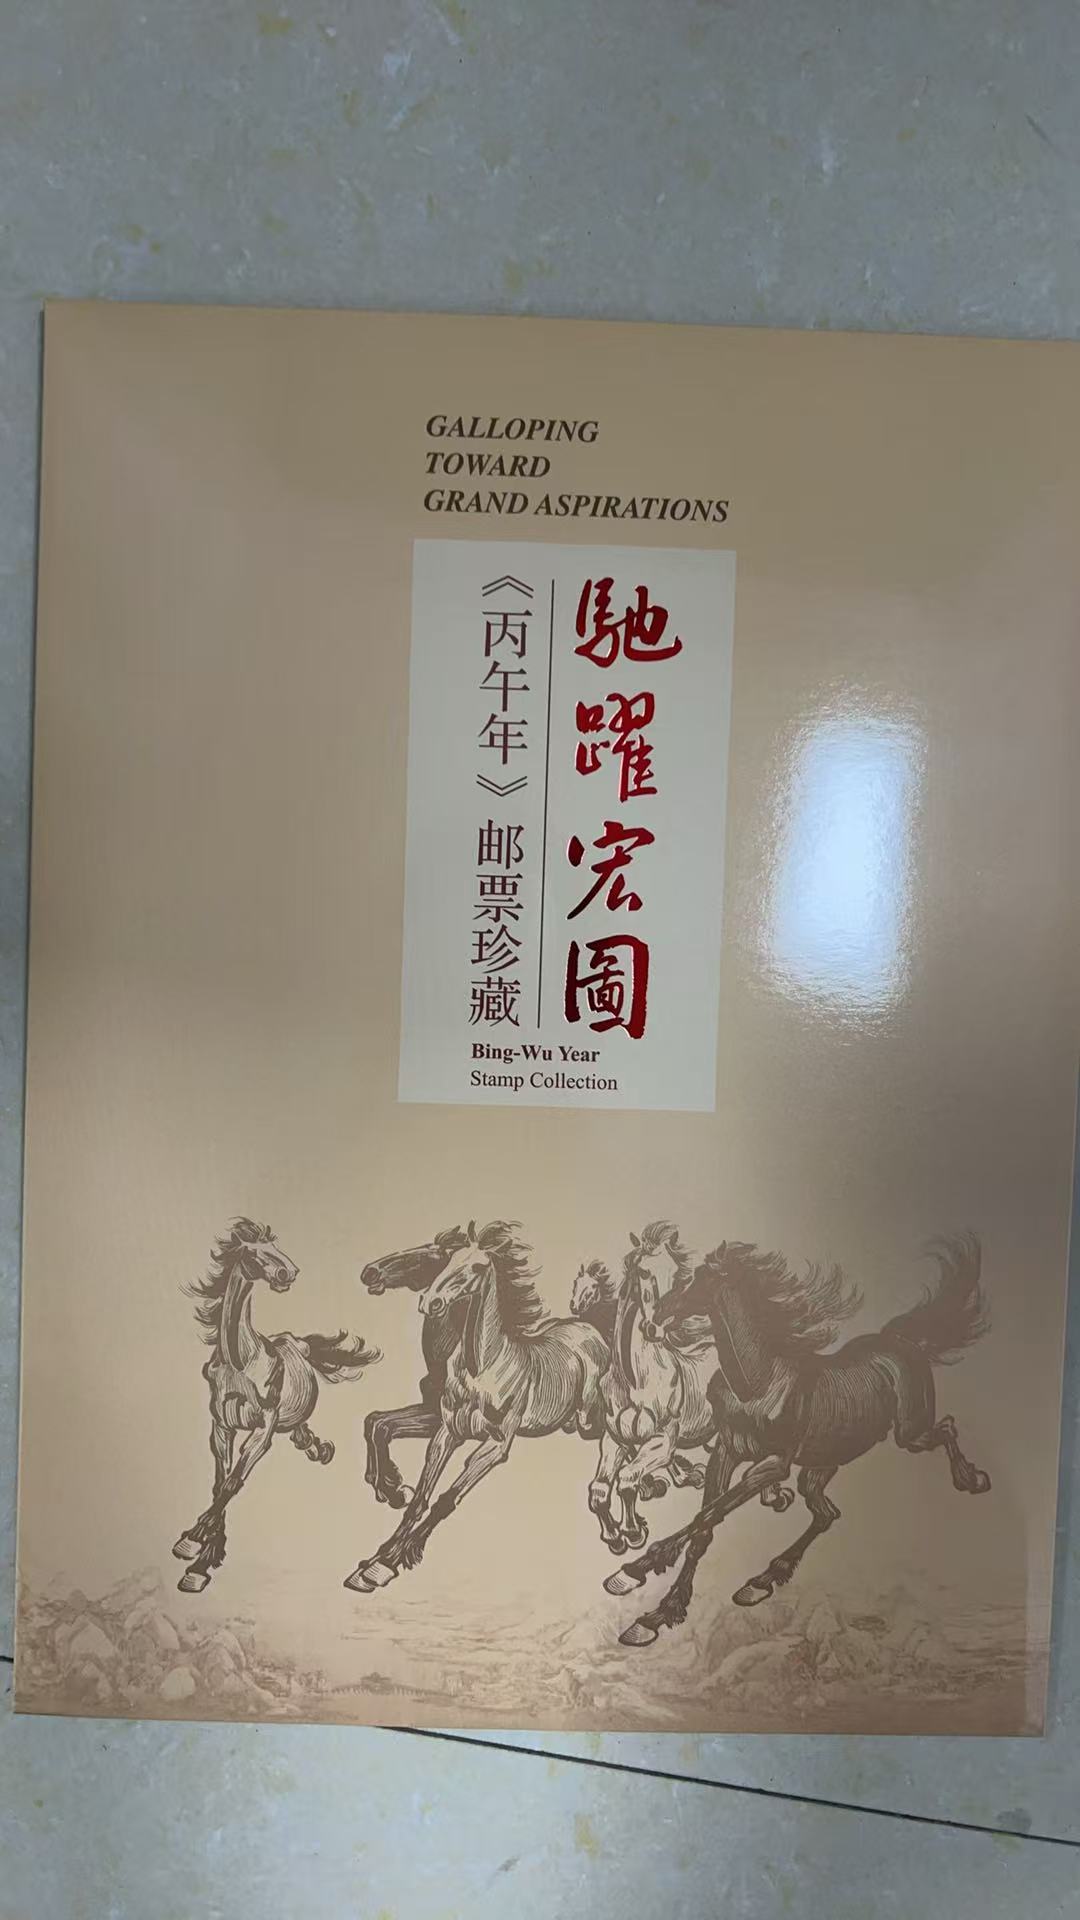 GALLOPING
TOWARD
GRAND ASPIRATIONS
馳躍宏圖
《丙午年》邮票珍藏
Bing-Wu Year
Stamp Collection